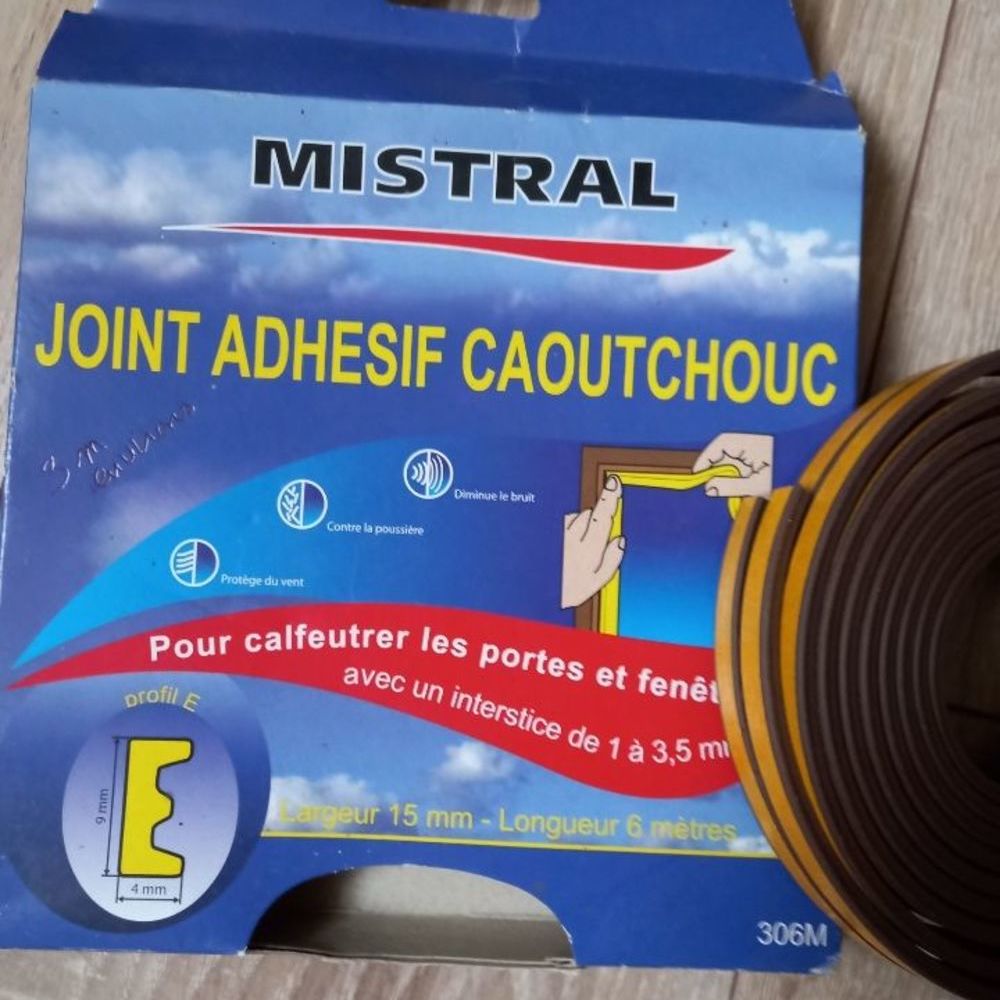 MISTRAL
JOINT ADHESIF CAOUTCHOUC
3 m
environs
Diminue le bruit
Contre la poussière
Protège du vent
Pour calfeutrer les portes et fenêt
avec un interstice de 1 à 3,5 m
profil E
9 mm
4 mm
Largeur 15 mm - Longueur 6 mètres
306M